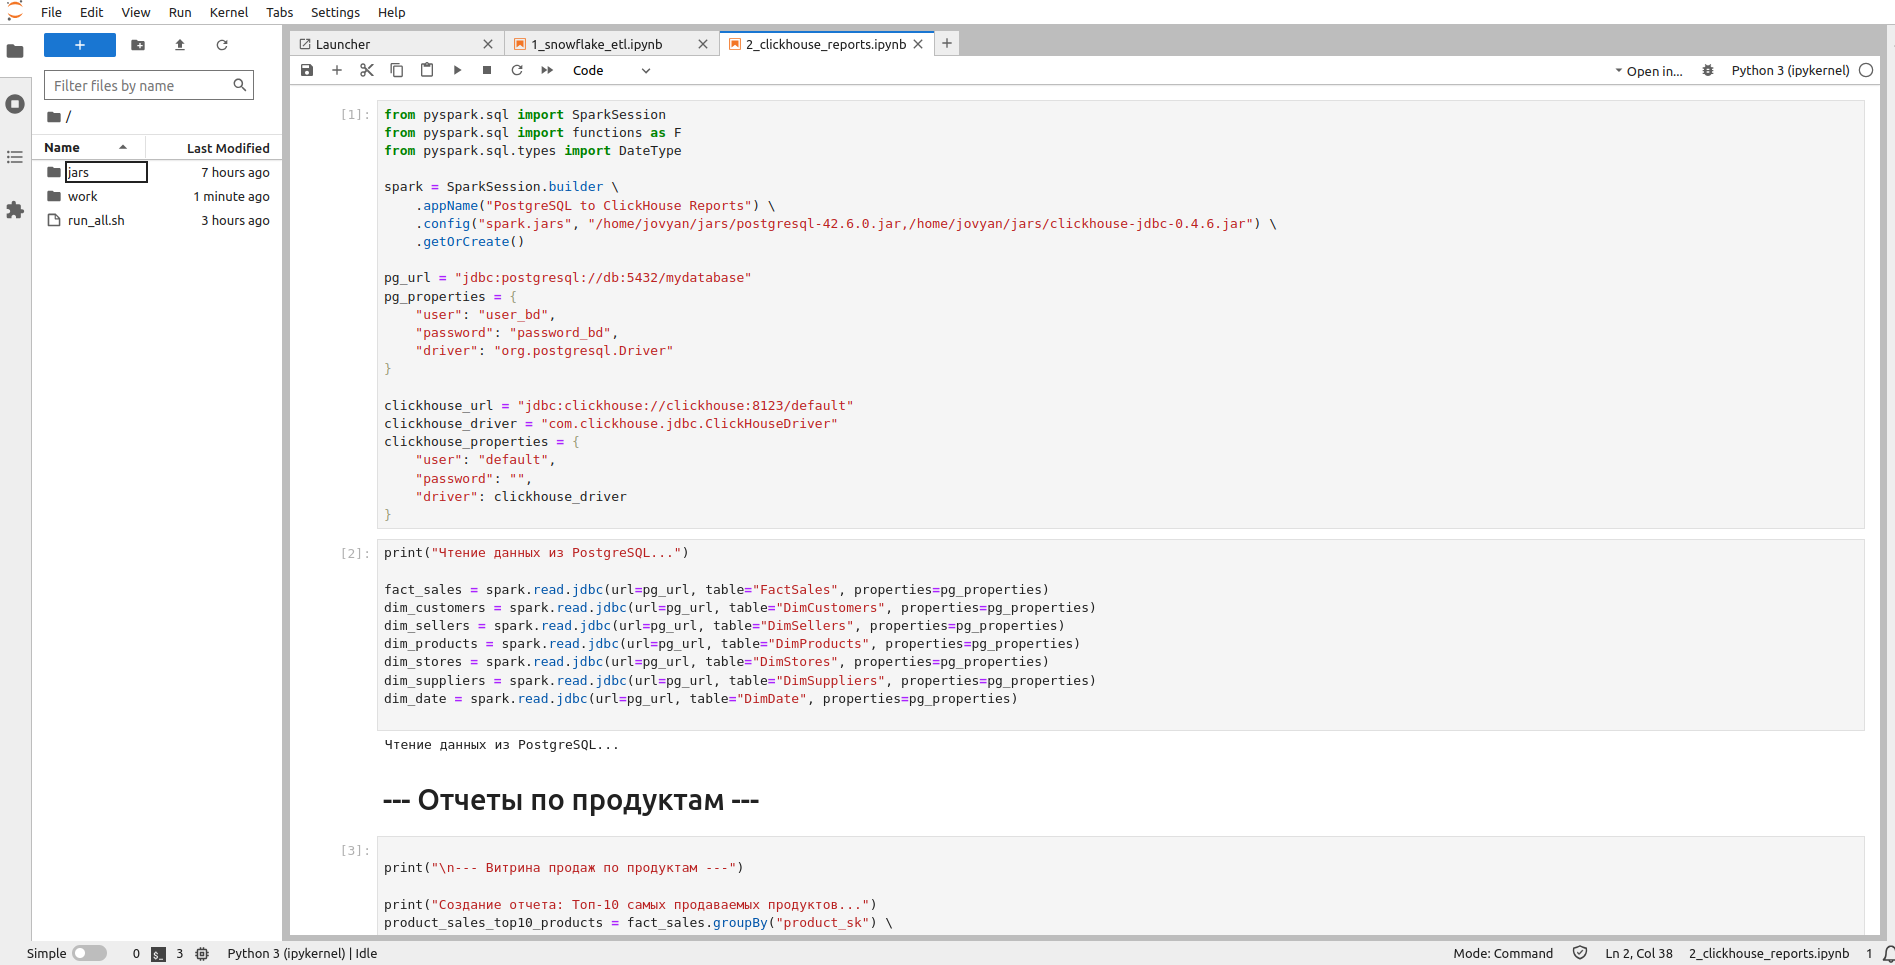 File Edit View Run Kernel Tabs Settings Help
Filter files by name
/
Name Last Modified
jars 7 hours ago
work 1 minute ago
run_all.sh 3 hours ago
Launcher 1_snowflake_etl.ipynb 2_clickhouse_reports.ipynb
Code Open in... Python 3 (ipykernel)
[1]:
from pyspark.sql import SparkSession
from pyspark.sql import functions as F
from pyspark.sql.types import DateType
spark = SparkSession.builder \
    .appName("PostgreSQL to ClickHouse Reports") \
    .config("spark.jars", "/home/jovyan/jars/postgresql-42.6.0.jar,/home/jovyan/jars/clickhouse-jdbc-0.4.6.jar") \
    .getOrCreate()
pg_url = "jdbc:postgresql://db:5432/mydatabase"
pg_properties = {
    "user": "user_bd",
    "password": "password_bd",
    "driver": "org.postgresql.Driver"
}
clickhouse_url = "jdbc:clickhouse://clickhouse:8123/default"
clickhouse_driver = "com.clickhouse.jdbc.ClickHouseDriver"
clickhouse_properties = {
    "user": "default",
    "password": "",
    "driver": clickhouse_driver
}
[2]:
print("Чтение данных из PostgreSQL...")
fact_sales = spark.read.jdbc(url=pg_url, table="FactSales", properties=pg_properties)
dim_customers = spark.read.jdbc(url=pg_url, table="DimCustomers", properties=pg_properties)
dim_sellers = spark.read.jdbc(url=pg_url, table="DimSellers", properties=pg_properties)
dim_products = spark.read.jdbc(url=pg_url, table="DimProducts", properties=pg_properties)
dim_stores = spark.read.jdbc(url=pg_url, table="DimStores", properties=pg_properties)
dim_suppliers = spark.read.jdbc(url=pg_url, table="DimSuppliers", properties=pg_properties)
dim_date = spark.read.jdbc(url=pg_url, table="DimDate", properties=pg_properties)
Чтение данных из PostgreSQL...
--- Отчеты по продуктам ---
[3]:
print("\n--- Витрина продаж по продуктам ---")
print("Создание отчета: Топ-10 самых продаваемых продуктов...")
product_sales_top10_products = fact_sales.groupBy("product_sk") \
Simple 0 3 Python 3 (ipykernel) | Idle Mode: Command Ln 2, Col 38 2_clickhouse_reports.ipynb 1